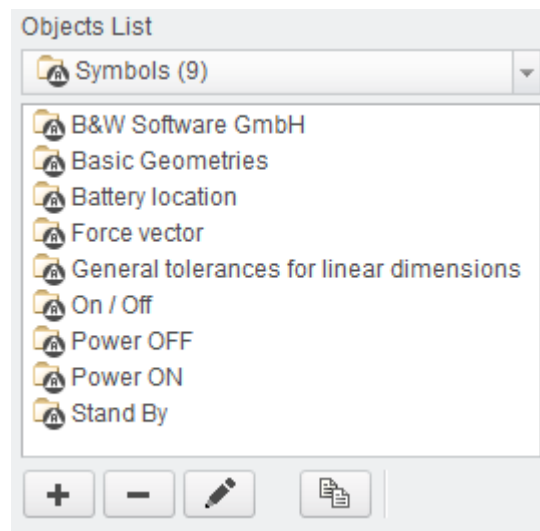 Objects List
Symbols (9)
B&W Software GmbH
Basic Geometries
Battery location
Force vector
General tolerances for linear dimensions
On / Off
Power OFF
Power ON
Stand By